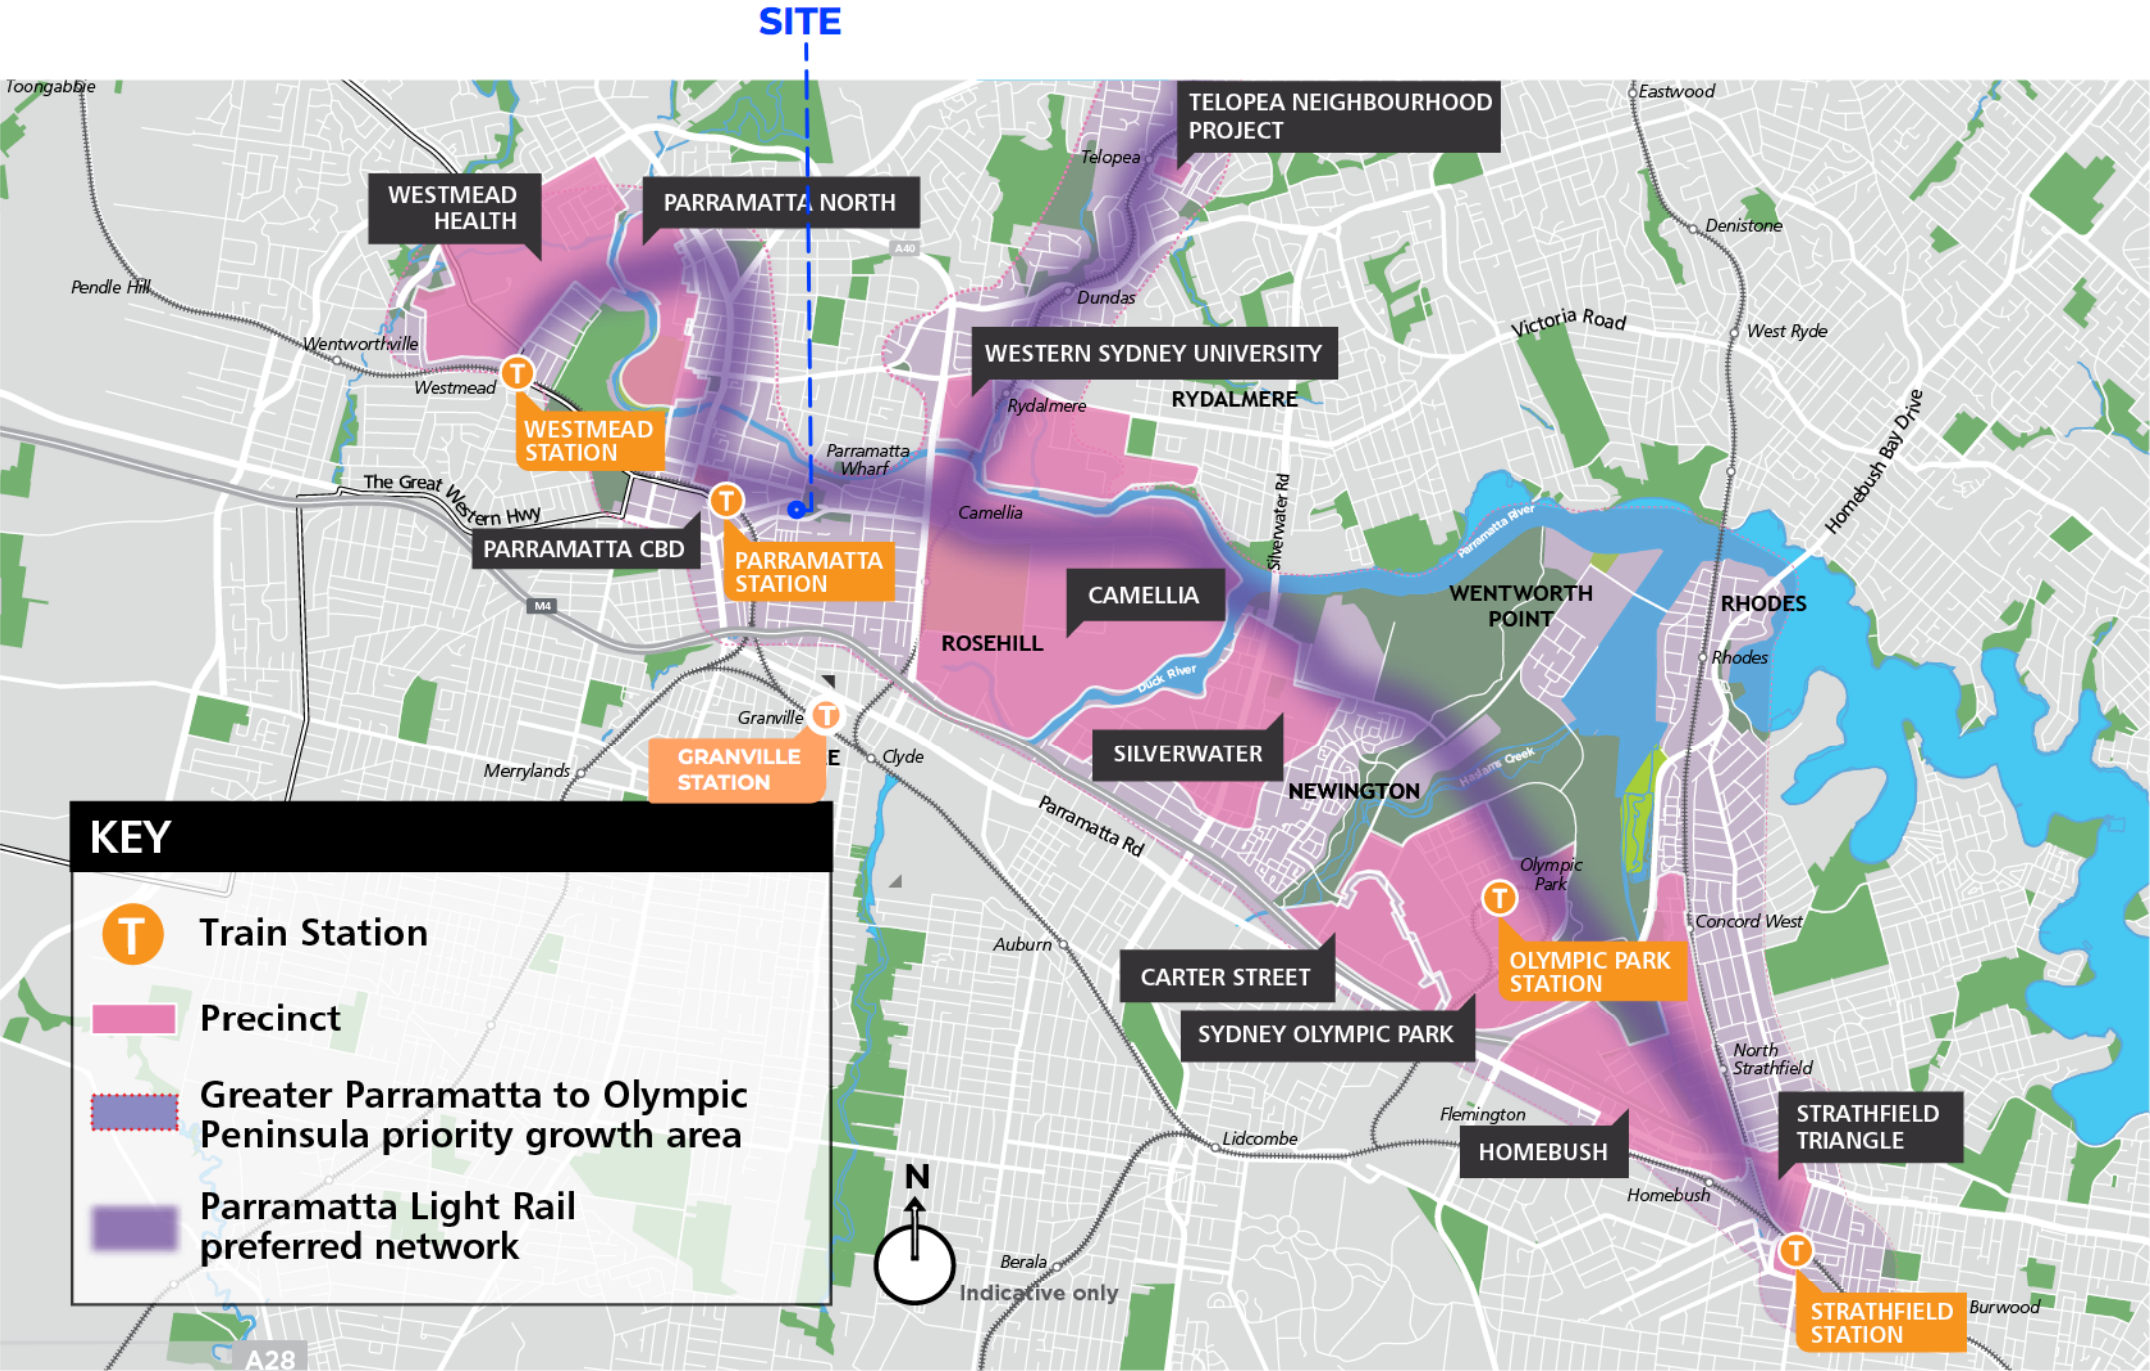 SITE
Toongabbie
TELOPEA NEIGHBOURHOOD
PROJECT
Eastwood
Telopea
WESTMEAD
HEALTH
PARRAMATTA NORTH
A40
Denistone
Pendle Hill
Dundas
Victoria Road
West Ryde
Wentworthville
WESTERN SYDNEY UNIVERSITY
Westmead
T
RYDALMERE
Rydalmere
Homebush Bay Drive
WESTMEAD
STATION
Parramatta
Wharf
The Great Western Hwy
T
Camellia
Silverwater Rd
Parramatta River
PARRAMATTA CBD
PARRAMATTA
STATION
CAMELLIA
WENTWORTH
POINT
RHODES
M4
ROSEHILL
Rhodes
Duck River
Granville
T
GRANVILLE
STATION
E
Clyde
SILVERWATER
Haslams Creek
Merrylands
NEWINGTON
Parramatta Rd
KEY
T
Train Station
Precinct
Greater Parramatta to Olympic
Peninsula priority growth area
Parramatta Light Rail
preferred network
Olympic
Park
T
Auburn
Concord West
CARTER STREET
OLYMPIC PARK
STATION
SYDNEY OLYMPIC PARK
North
Strathfield
Flemington
STRATHFIELD
TRIANGLE
Lidcombe
HOMEBUSH
N
Homebush
T
Berala
Indicative only
STRATHFIELD
STATION
Burwood
A28